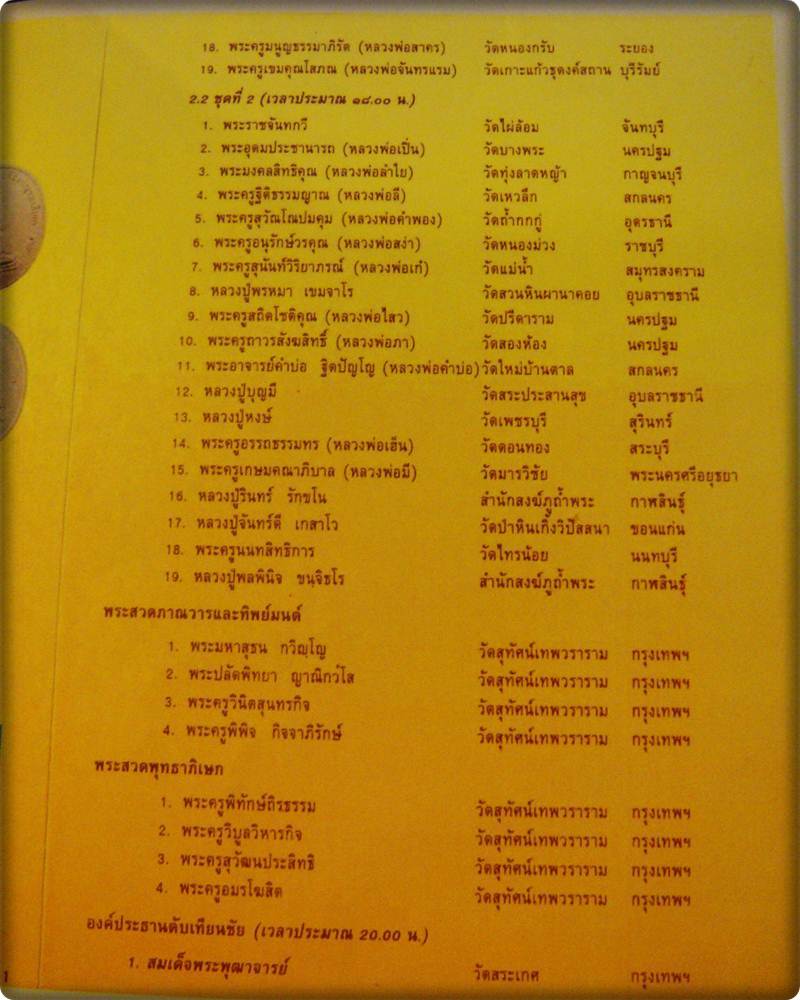 18. พระครูมนูญธรรมาภิรัต (หลวงพ่อสาคร) วัดหนองกรับ ระยอง
19. พระครูเขมคุณโสภณ (หลวงพ่อจันทรแรม) วัดเกาะแก้วธุดงค์สถาน บุรีรัมย์
2.2 ชุดที่ 2 (เวลาประมาณ ๑๘.๐๐ น.)
1. พระราชจันทกวี วัดไผ่ล้อม จันทบุรี
2. พระอุดมประชานารถ (หลวงพ่อเปิ่น) วัดบางพระ นครปฐม
3. พระมงคลสิทธิคุณ (หลวงพ่อลำไย) วัดทุ่งลาดหญ้า กาญจนบุรี
4. พระครูฐิติธรรมญาณ (หลวงพ่อลี) วัดเหวลึก สกลนคร
5. พระครูสุวัณโณปมคุม (หลวงพ่อคำพอง) วัดถ้ำกกกู่ อุดรธานี
6. พระครูอนุรักษ์วรคุณ (หลวงพ่อสง่า) วัดหนองม่วง ราชบุรี
7. พระครูสุนันท์วิริยาภรณ์ (หลวงพ่อเก๋) วัดแม่น้ำ สมุทรสงคราม
8. หลวงปู่พรหมา เขมจาโร วัดสวนหินผานาคอย อุบลราชธานี
9. พระครูสถิตโชติคุณ (หลวงพ่อไสว) วัดปรีดาราม นครปฐม
10. พระครูถาวรสังฆสิทธิ์ (หลวงพ่อภา) วัดสองห้อง นครปฐม
11. พระอาจารย์คำบ่อ ฐิตปัญโญ (หลวงพ่อคำบ่อ) วัดใหม่บ้านตาล สกลนคร
12. หลวงปู่บุญมี วัดสระประสานสุข อุบลราชธานี
13. หลวงปู่หงษ์ วัดเพชรบุรี สุรินทร์
14. พระครูอรรถธรรมทร (หลวงพ่อเฮ็น) วัดดอนทอง สระบุรี
15. พระครูเกษมคณาภิบาล (หลวงพ่อมี) วัดมารวิชัย พระนครศรีอยุธยา
16. หลวงปู่รินทร์ รักขโน สำนักสงฆ์ภูถ้ำพระ กาฬสินธุ์
17. หลวงปู่จันทร์ดี เกสาโว วัดป่าหินเกิ้งวิปัสสนา ขอนแก่น
18. พระครูนนทสิทธิการ วัดไทรน้อย นนทบุรี
19. หลวงปู่พลพินิจ ขนฺจิธโร สำนักสงฆ์ภูถ้ำพระ กาฬสินธุ์
พระสวดภาณวารและทิพย์มนต์
1. พระมหาสุธน กวิญฺโญ วัดสุทัศน์เทพวราราม กรุงเทพฯ
2. พระปลัดพิทยา ญาณิกวํโส วัดสุทัศน์เทพวราราม กรุงเทพฯ
3. พระครูวินิตสุนทรกิจ วัดสุทัศน์เทพวราราม กรุงเทพฯ
4. พระครูพิพิจ กิจจาภิรักษ์ วัดสุทัศน์เทพวราราม กรุงเทพฯ
พระสวดพุทธาภิเษก
1. พระครูพิทักษ์ถิรธรรม วัดสุทัศน์เทพวราราม กรุงเทพฯ
2. พระครูวิบูลวิหารกิจ วัดสุทัศน์เทพวราราม กรุงเทพฯ
3. พระครูสุวัฒนประสิทธิ วัดสุทัศน์เทพวราราม กรุงเทพฯ
4. พระครูอมรโฆสิต วัดสุทัศน์เทพวราราม กรุงเทพฯ
องค์ประธานดับเทียนชัย (เวลาประมาณ 20.00 น.)
1. สมเด็จพระพุฒาจารย์ วัดสระเกศ กรุงเทพฯ